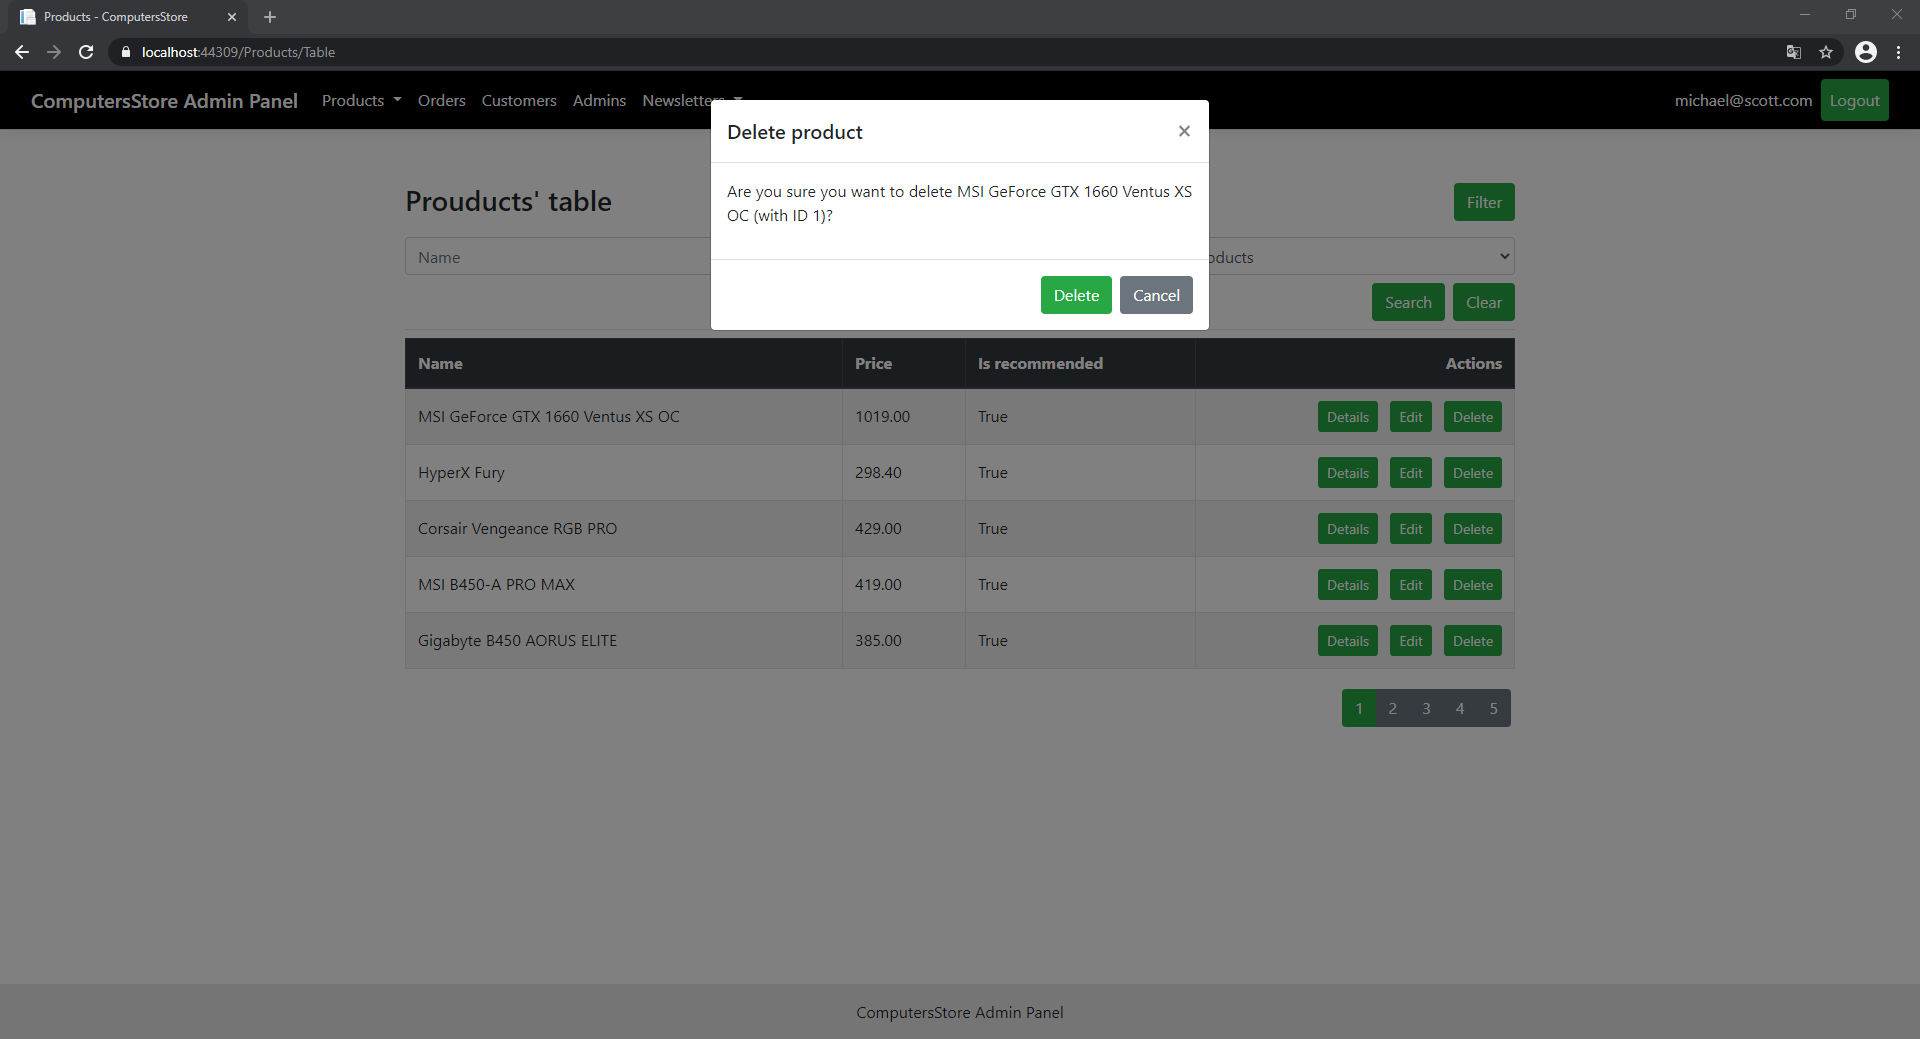 Products - ComputersStore
localhost:44309/Products/Table
ComputersStore Admin Panel Products Orders Customers Admins Newsletters michael@scott.com Logout
Delete product ×
Are you sure you want to delete MSI GeForce GTX 1660 Ventus XS
OC (with ID 1)?
Delete Cancel
Prouducts' table Filter
Name oducts
Search Clear
Name Price Is recommended Actions
MSI GeForce GTX 1660 Ventus XS OC 1019.00 True Details Edit Delete
HyperX Fury 298.40 True Details Edit Delete
Corsair Vengeance RGB PRO 429.00 True Details Edit Delete
MSI B450-A PRO MAX 419.00 True Details Edit Delete
Gigabyte B450 AORUS ELITE 385.00 True Details Edit Delete
1 2 3 4 5
ComputersStore Admin Panel